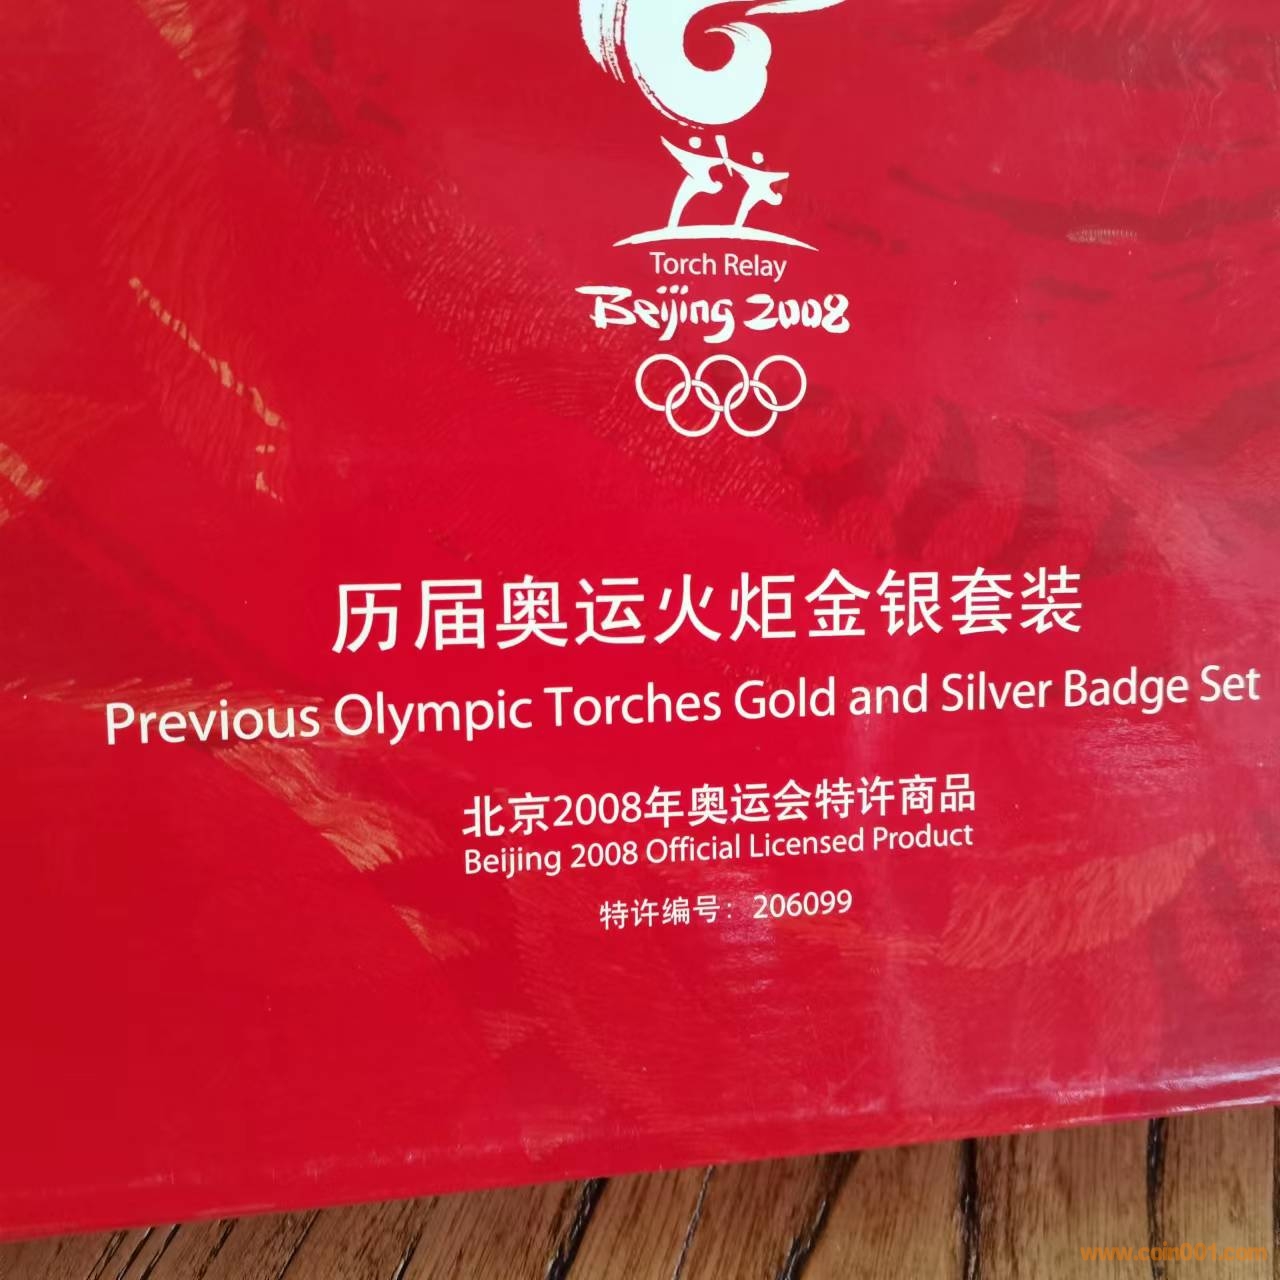 Torch Relay
Beijing 2008
历届奥运火炬金银套装
Previous Olympic Torches Gold and Silver Badge Set
北京2008年奥运会特许商品
Beijing 2008 Official Licensed Product
特许编号：206099
www.coin001.com